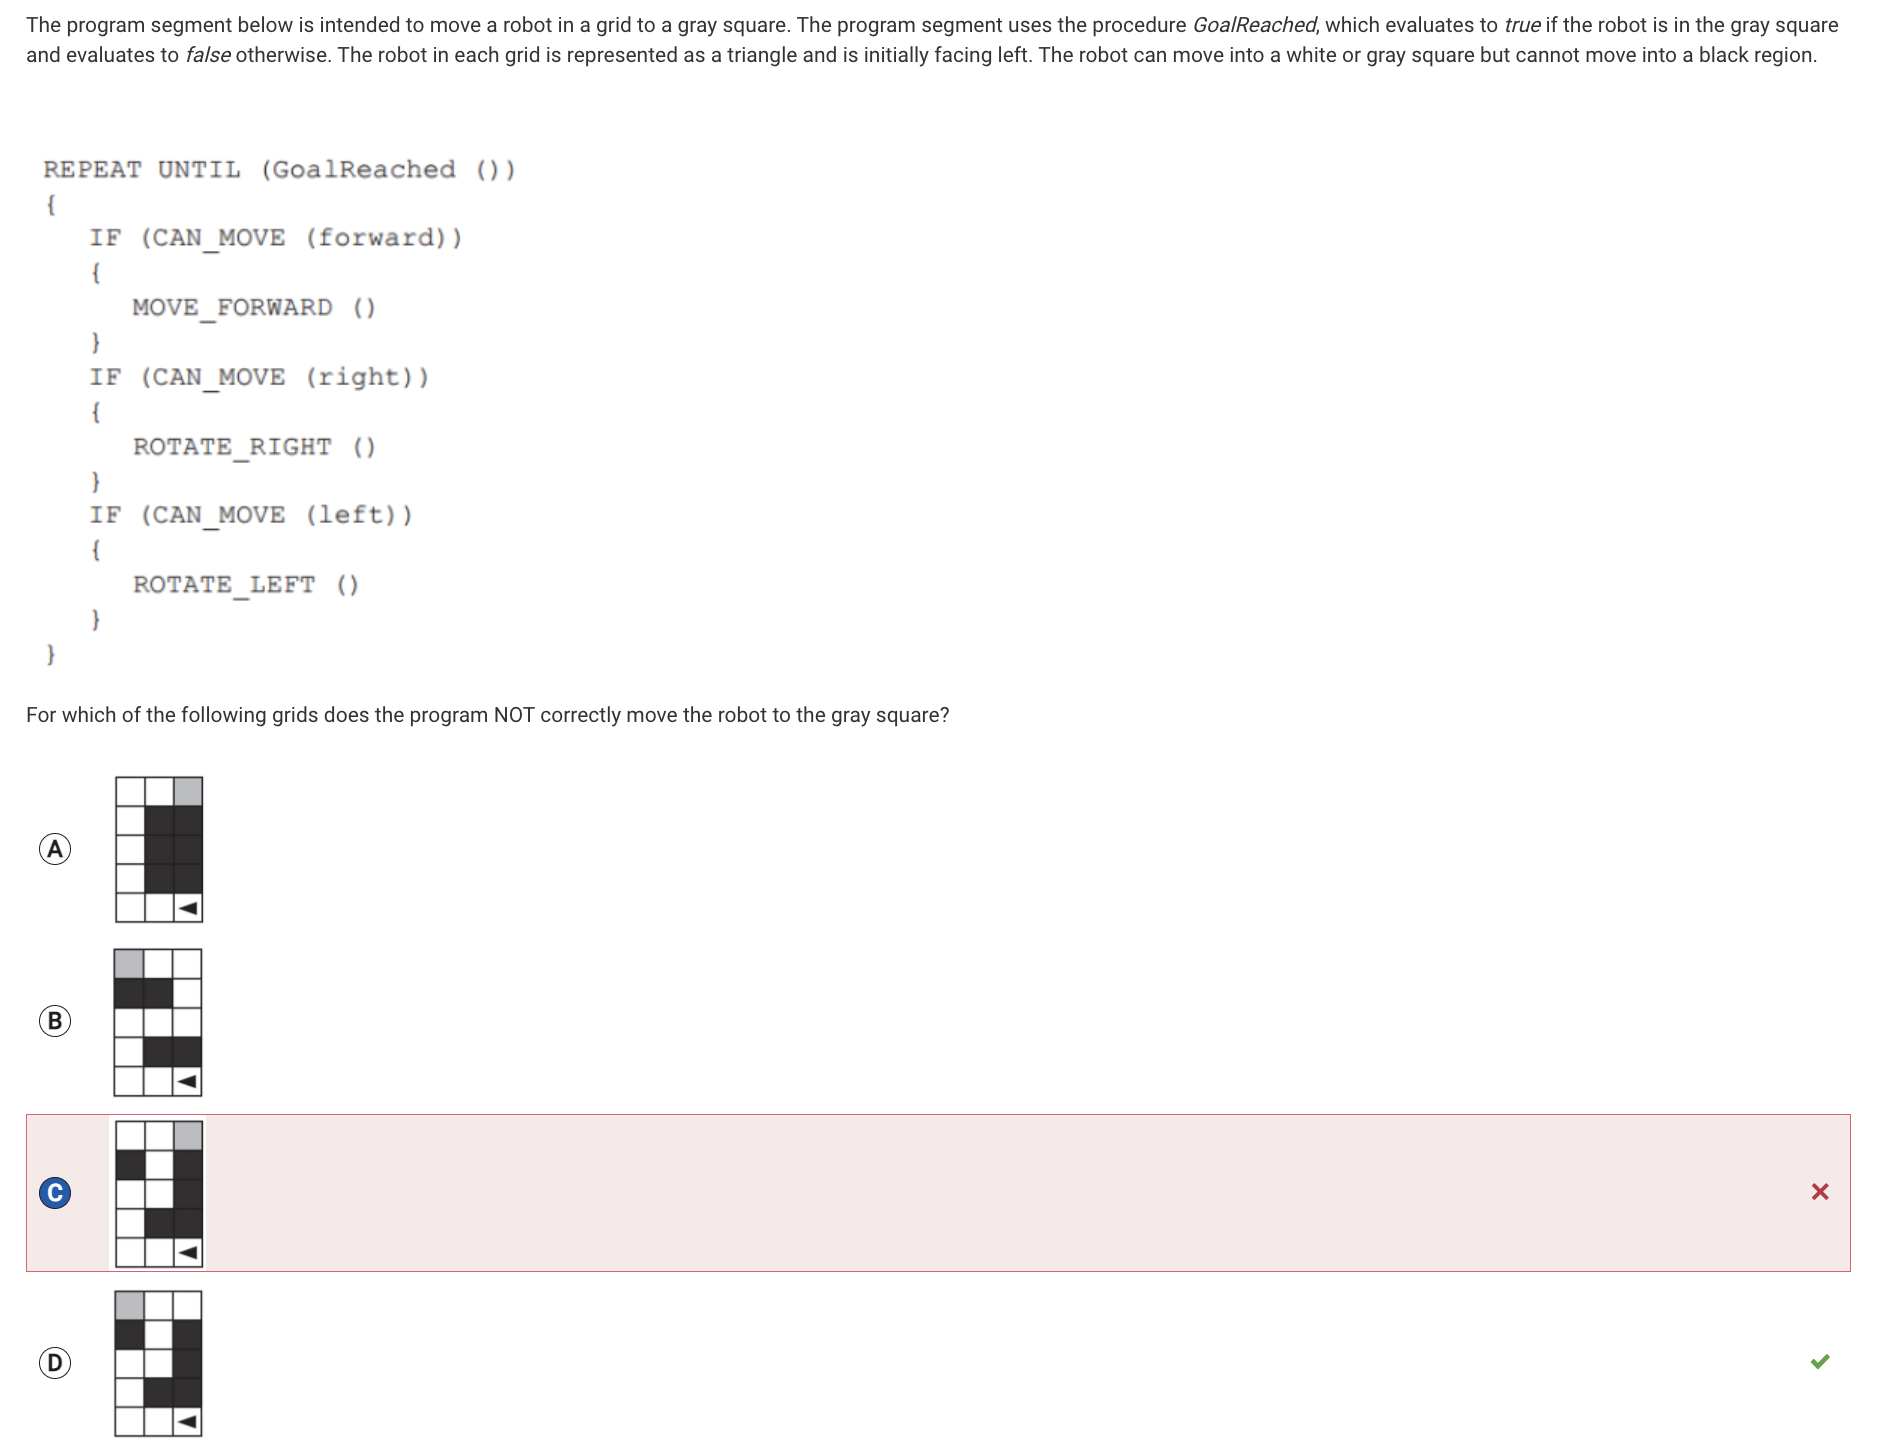 The program segment below is intended to move a robot in a grid to a gray square. The program segment uses the procedure GoalReached, which evaluates to true if the robot is in the gray square
and evaluates to false otherwise. The robot in each grid is represented as a triangle and is initially facing left. The robot can move into a white or gray square but cannot move into a black region.
REPEAT UNTIL (GoalReached ())
{
IF (CAN_MOVE (forward))
{
MOVE_FORWARD ()
}
IF (CAN_MOVE (right))
{
ROTATE_RIGHT ()
}
IF (CAN_MOVE (left))
{
ROTATE_LEFT ()
}
}
For which of the following grids does the program NOT correctly move the robot to the gray square?
A
B
C
D